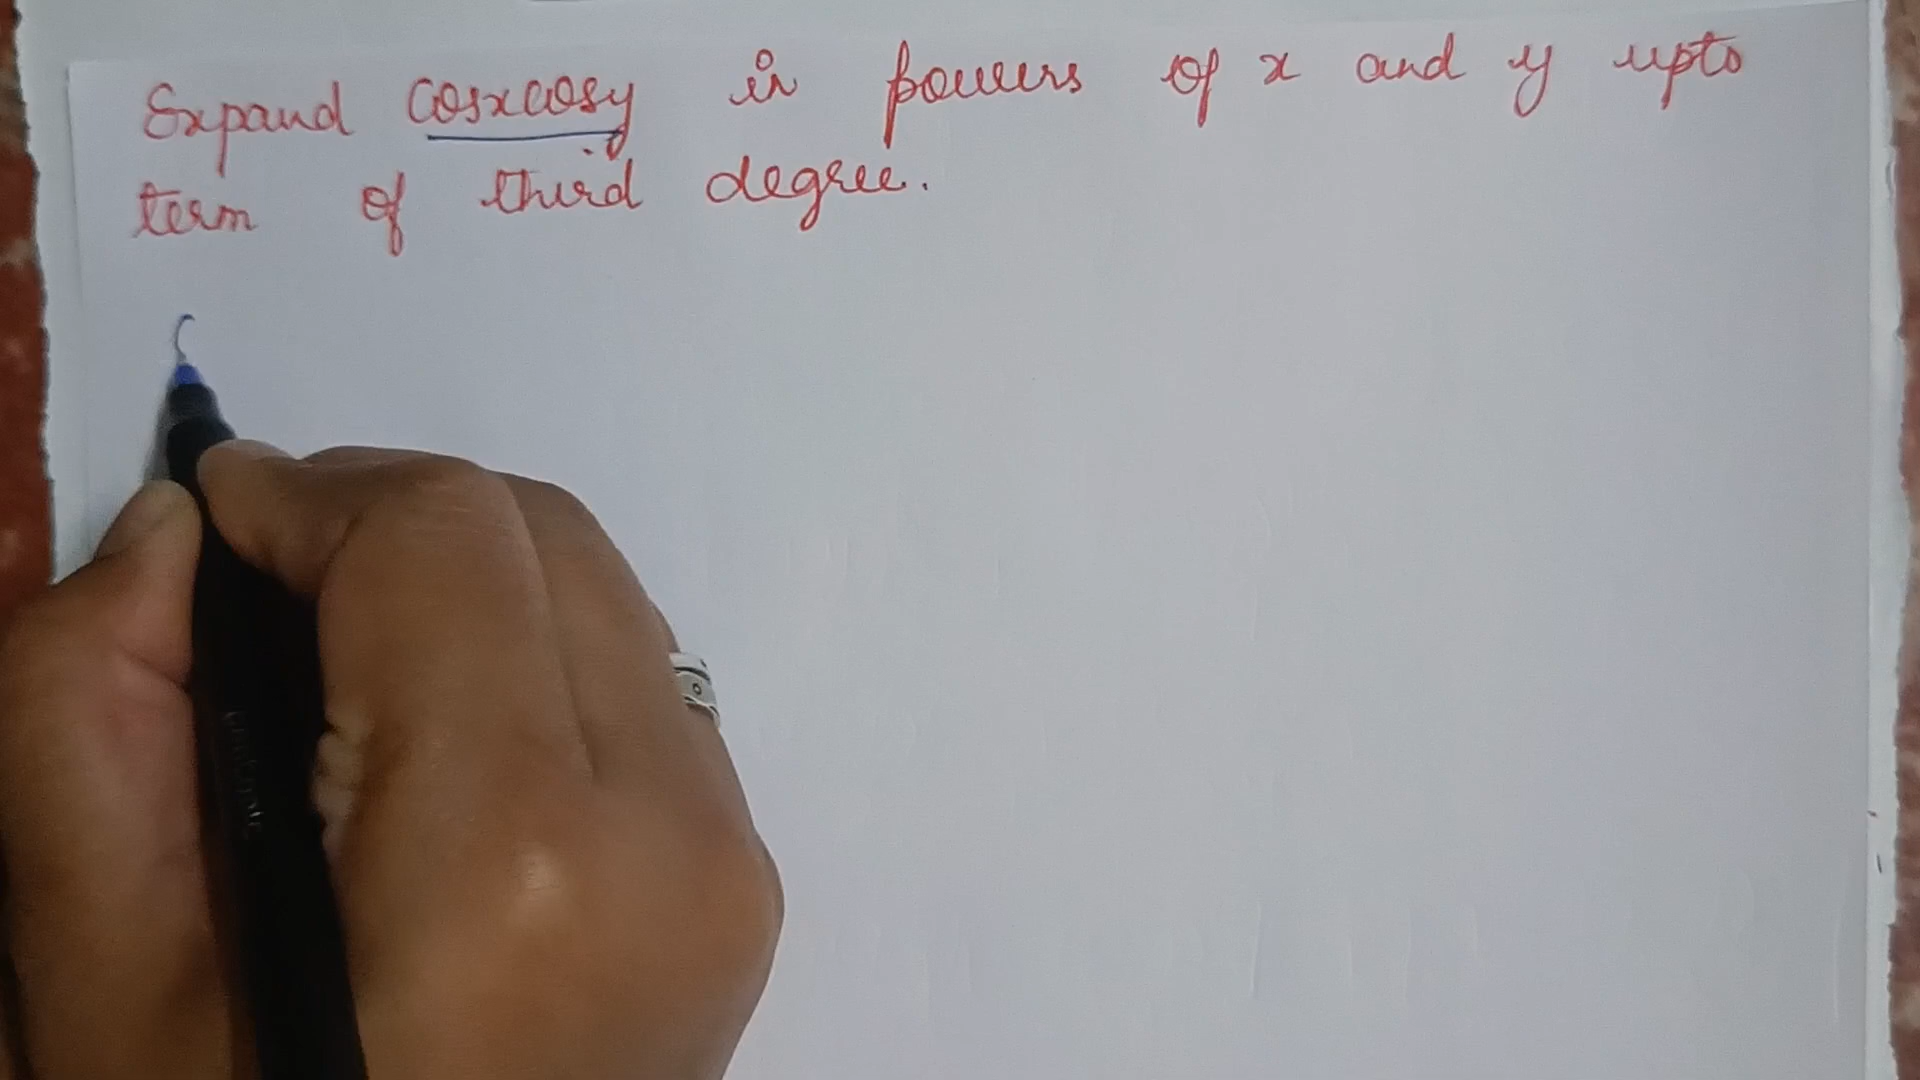 Expand cosxcosy in powers of x and y upto
term of third degree.